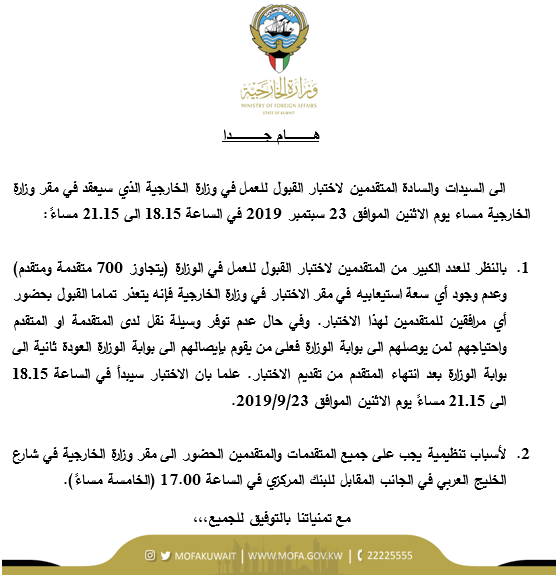 وزارة الخارجية
MINISTRY OF FOREIGN AFFAIRS
STATE OF KUWAIT
هــــــام جــــــــدا
الى السيدات والسادة المتقدمين لاختبار القبول للعمل في وزارة الخارجية الذي سيعقد في مقر وزارة
الخارجية مساء يوم الاثنين الموافق 23 سبتمبر 2019 في الساعة 18.15 الى 21.15 مساءً:
1. بالنظر للعدد الكبير من المتقدمين لاختبار القبول للعمل في الوزارة (يتجاوز 700 متقدمة ومتقدم)
وعدم وجود أي سعة استيعابيه في مقر الاختبار في وزارة الخارجية فإنه يتعذر تماما القبول بحضور
أي مرافقين للمتقدمين لهذا الاختبار. وفي حال عدم توفر وسيلة نقل لدى المتقدمة او المتقدم
واحتياجهم لمن يوصلهم الى بوابة الوزارة فعلى من يقوم بإيصالهم الى بوابة الوزارة العودة ثانية الى
بوابة الوزارة بعد انتهاء المتقدم من تقديم الاختبار. علما بان الاختبار سيبدأ في الساعة 18.15
الى 21.15 مساءً يوم الاثنين الموافق 2019/9/23.
2. لأسباب تنظيمية يجب على جميع المتقدمات والمتقدمين الحضور الى مقر وزارة الخارجية في شارع
الخليج العربي في الجانب المقابل للبنك المركزي في الساعة 17.00 (الخامسة مساءً).
مع تمنياتنا بالتوفيق للجميع،،،
MOFAKUWAIT | WWW.MOFA.GOV.KW | 22225555